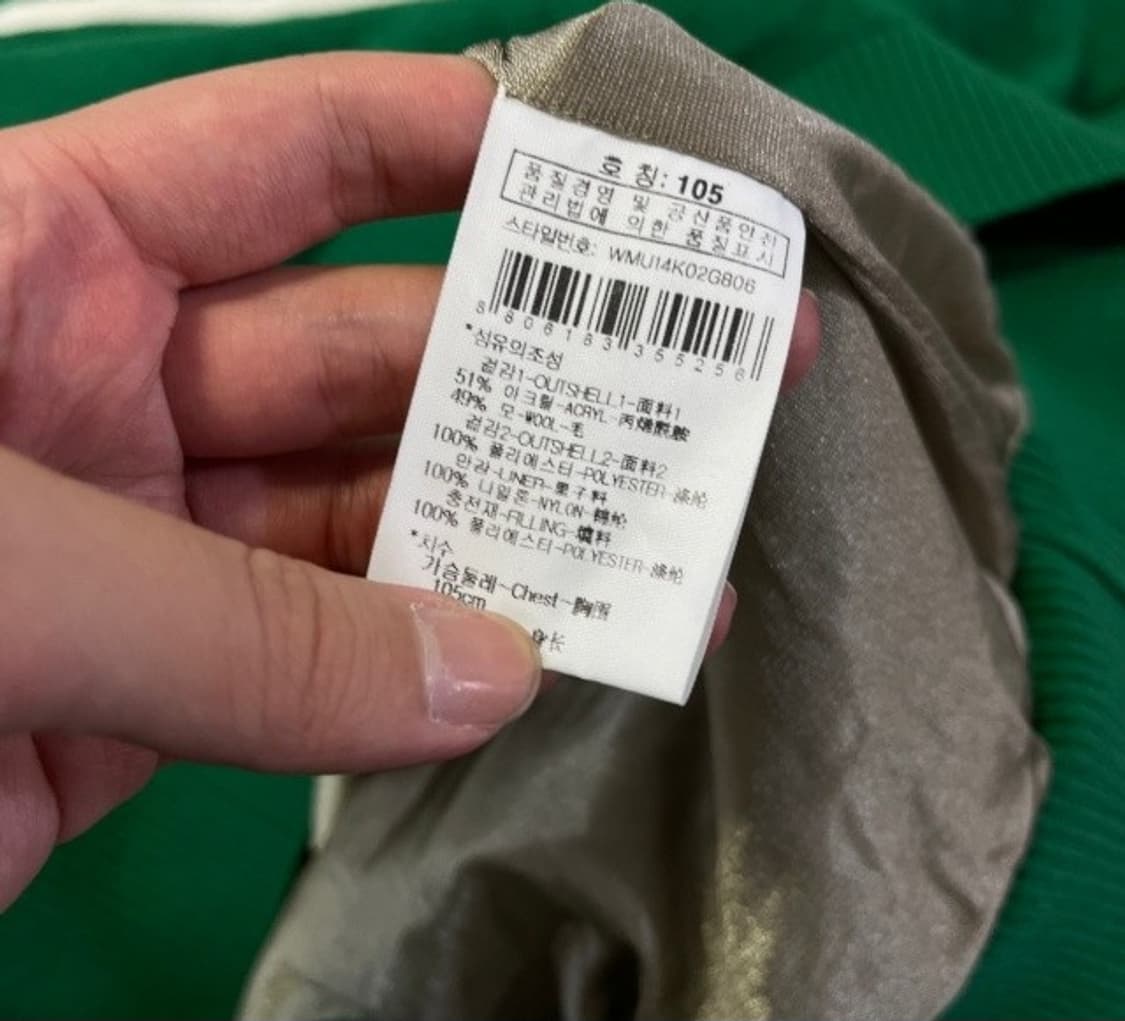 호 칭: 105
품질경영 및 공산품안전
관리법에 의한 품질표시
스타일번호: WMU14K02GB06
8 806183 355256
*섬유의조성
겉감1-OUTSHELL1-面料1
51% 아크릴-ACRYL-丙烯酸
49% 모-WOOL-毛
겉감2-OUTSHELL2-面料2
100% 폴리에스터-POLYESTER-涤纶
안감-LINER-里子料
100% 나일론-NYLON-锦纶
충전재-FILLING-填料
100% 폴리에스터-POLYESTER-涤纶
*치수
가슴둘레-Chest-胸围
105cm
身长